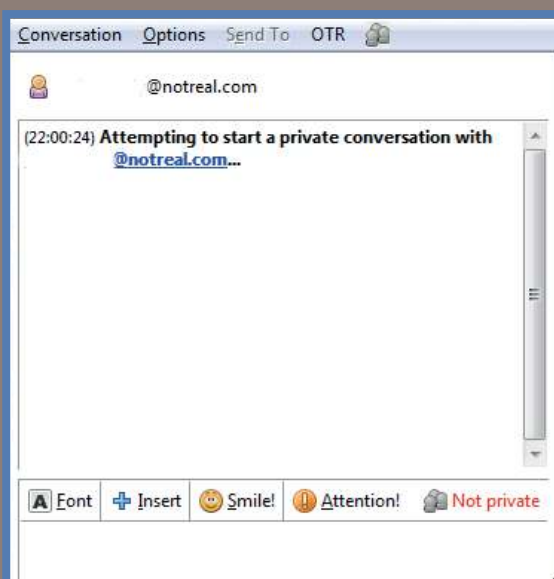 Conversation Options Send To OTR
@notreal.com
(22:00:24) Attempting to start a private conversation with
@notreal.com...
A Font Insert Smile! Attention! Not private